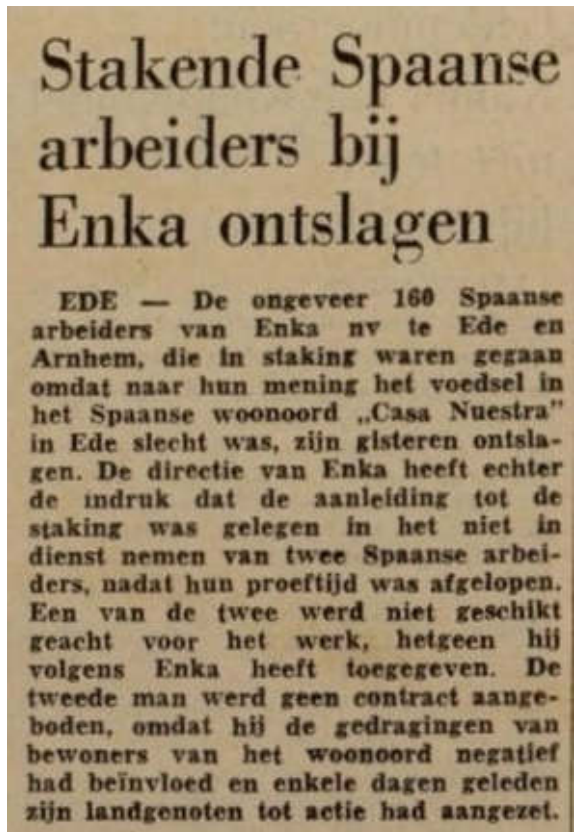 Stakende Spaanse
arbeiders bij
Enka ontslagen
EDE — De ongeveer 160 Spaanse
arbeiders van Enka nv te Ede en
Arnhem, die in staking waren gegaan
omdat naar hun mening het voedsel in
het Spaanse woonoord „Casa Nuestra”
in Ede slecht was, zijn gisteren ontsla-
gen. De directie van Enka heeft echter
de indruk dat de aanleiding tot de
staking was gelegen in het niet in
dienst nemen van twee Spaanse arbei-
ders, nadat hun proeftijd was afgelopen.
Een van de twee werd niet geschikt
geacht voor het werk, hetgeen hij
volgens Enka heeft toegegeven. De
tweede man werd geen contract aange-
boden, omdat hij de gedragingen van
bewoners van het woonoord negatief
had beïnvloed en enkele dagen geleden
zijn landgenoten tot actie had aangezet.